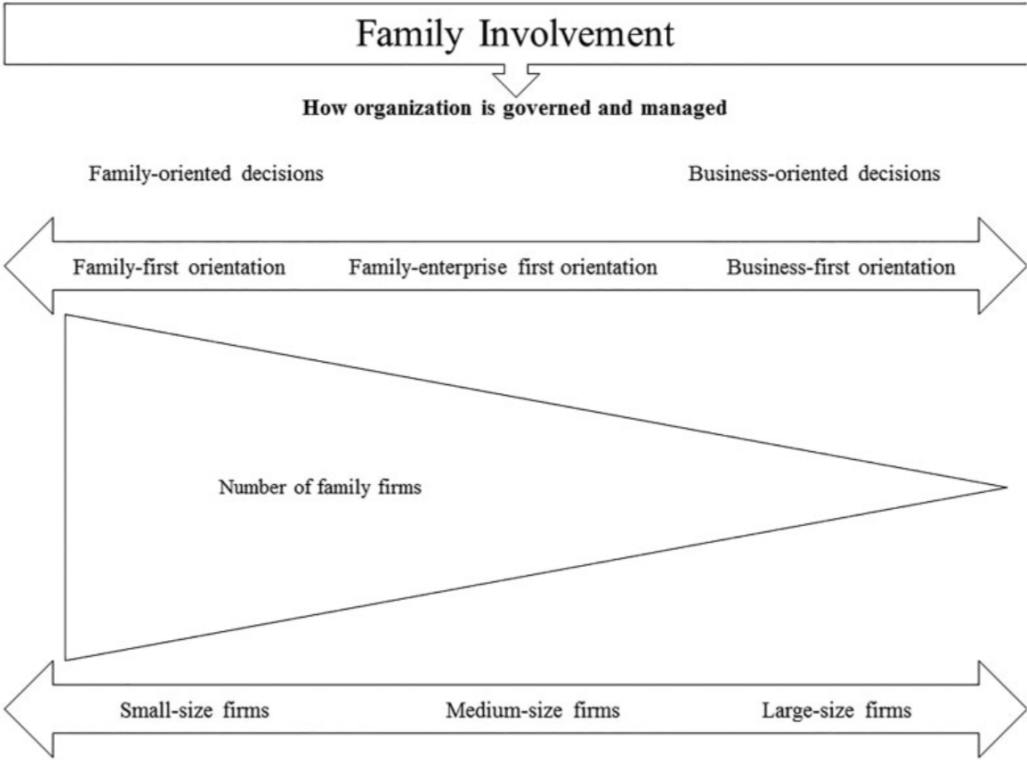 Family Involvement
How organization is governed and managed
Family-oriented decisions
Business-oriented decisions
Family-first orientation
Family-enterprise first orientation
Business-first orientation
Number of family firms
Small-size firms
Medium-size firms
Large-size firms